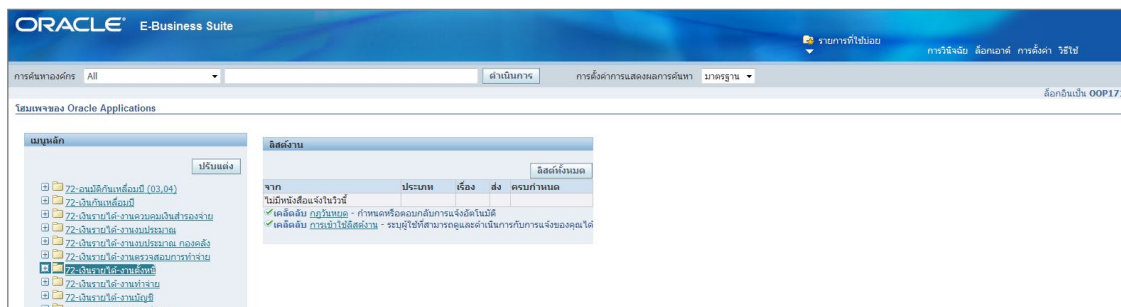 ORACLE® E-Business Suite
รายการที่ใช้บ่อย
การวินิจฉัย ล็อกเอาต์ การตั้งค่า วิธีใช้
การค้นหาองค์กร All ดำเนินการ การตั้งค่าการแสดงผลการค้นหา มาตรฐาน
ล็อกอินเป็น OOP171
โฮมเพจของ Oracle Applications
เมนูหลัก
ปรับแต่ง
72-อนุมัติกันเหลื่อมปี (03,04)
72-เงินกันเหลื่อมปี
72-เงินรายได้-งานควบคุมเงินสำรองจ่าย
72-เงินรายได้-งานงบประมาณ
72-เงินรายได้-งานงบประมาณ กองคลัง
72-เงินรายได้-งานตรวจสอบการทำจ่าย
72-เงินรายได้-งานตั้งหนี้
72-เงินรายได้-งานทำจ่าย
72-เงินรายได้-งานบัญชี
ลิสต์งาน
ลิสต์ทั้งหมด
จาก ประเภท เรื่อง ส่ง ครบกำหนด
ไม่มีหนังสือแจ้งในวิวนี้
เคล็ดลับ กฎวันหยุด - กำหนดหรือตอบกลับการแจ้งอัตโนมัติ
เคล็ดลับ การเข้าใช้ลิสต์งาน - ระบุผู้ใช้ที่สามารถดูและดำเนินการกับการแจ้งของคุณได้